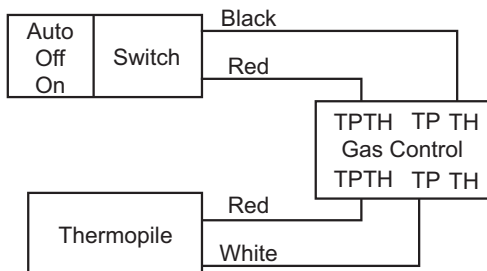 Black
Auto
Off
On
Switch
Red
TPTH TP TH
Gas Control
TPTH TP TH
Red
Thermopile
White